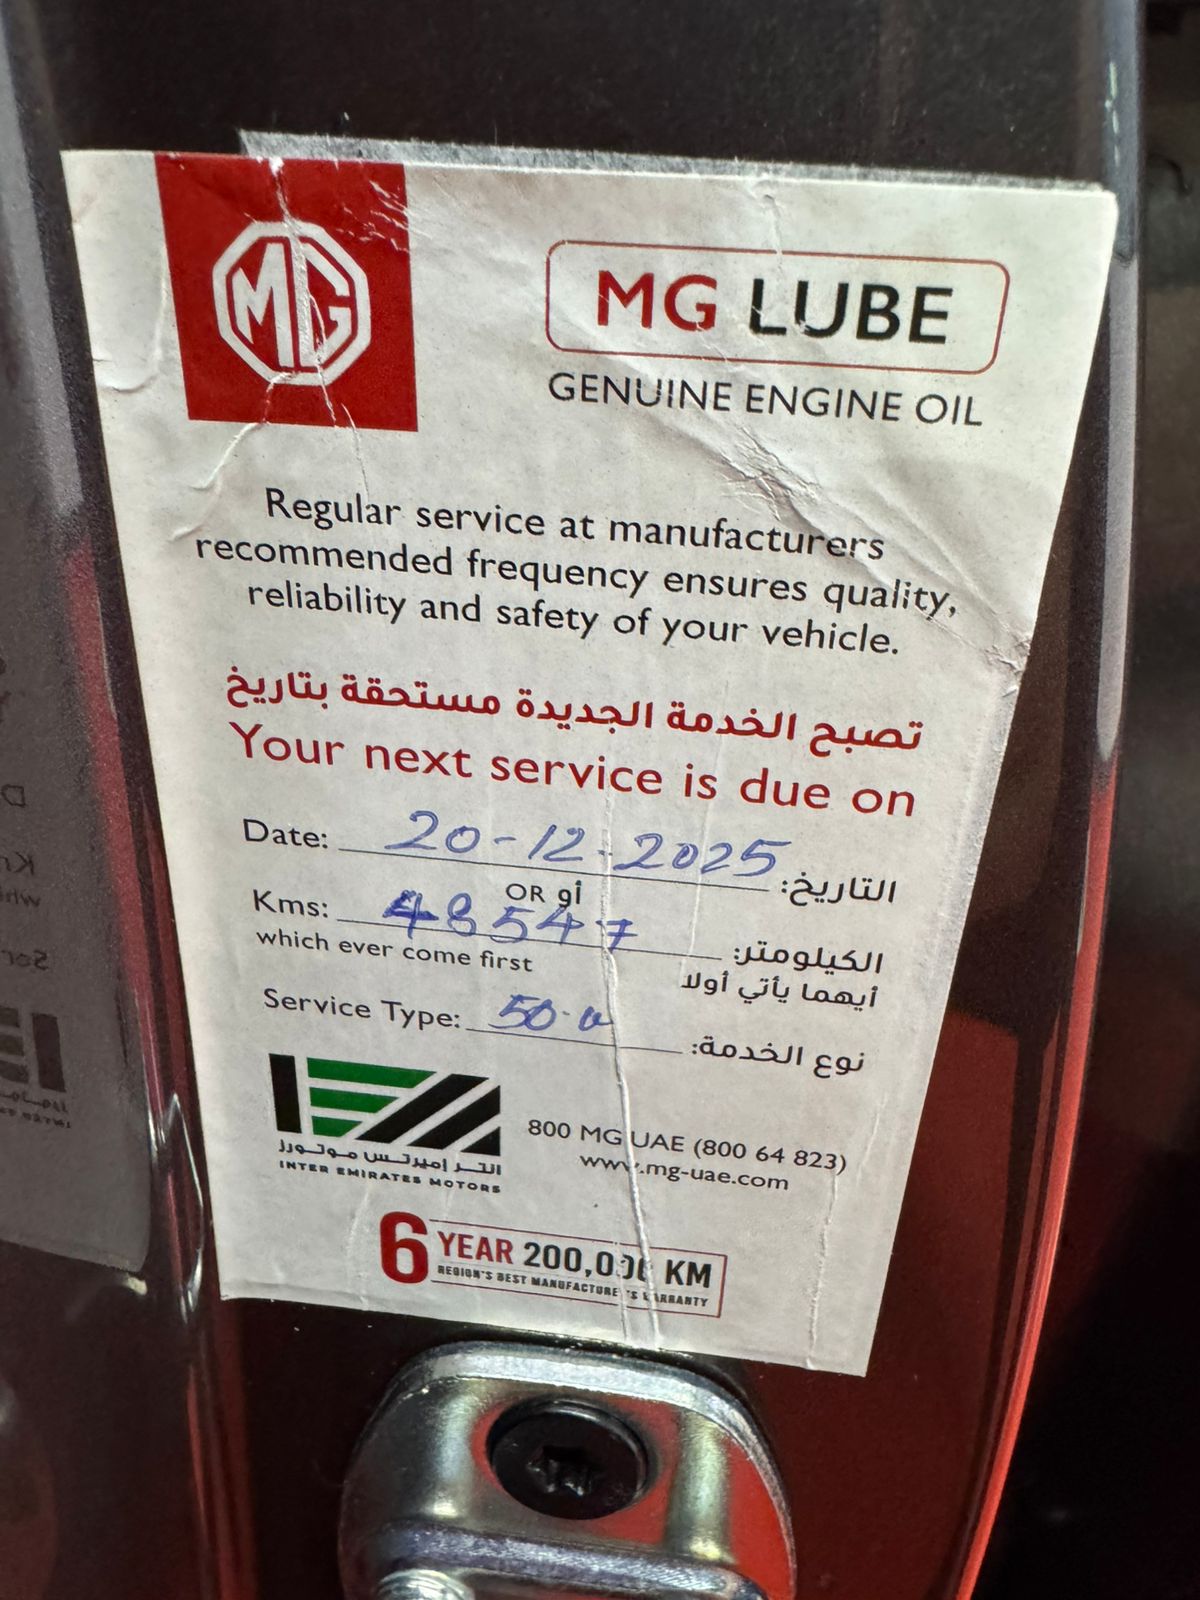 MG
MG LUBE
GENUINE ENGINE OIL
Regular service at manufacturers
recommended frequency ensures quality,
reliability and safety of your vehicle.
تصبح الخدمة الجديدة مستحقة بتاريخ
Your next service is due on
Date: 20-12-2025 التاريخ:
OR أو
Kms: 48547 الكيلومتر:
which ever come first أيهما يأتي أولا
Service Type: 50 نوع الخدمة:
انتر إميرتس موتورز
INTER EMIRATES MOTORS
800 MG UAE (800 64 823)
www.mg-uae.com
6 YEAR 200,000 KM
REGION'S BEST MANUFACTURER'S WARRANTY